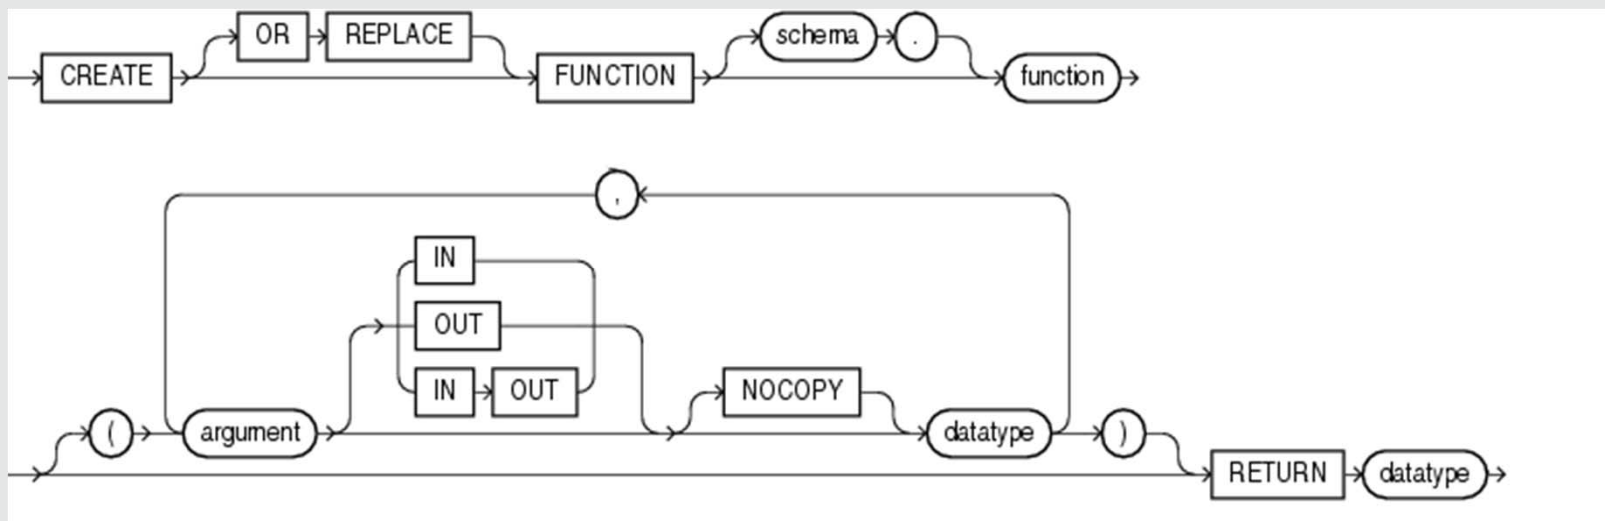 OR REPLACE schema .
CREATE FUNCTION function
,
IN
OUT
IN OUT
NOCOPY
( argument datatype )
RETURN datatype